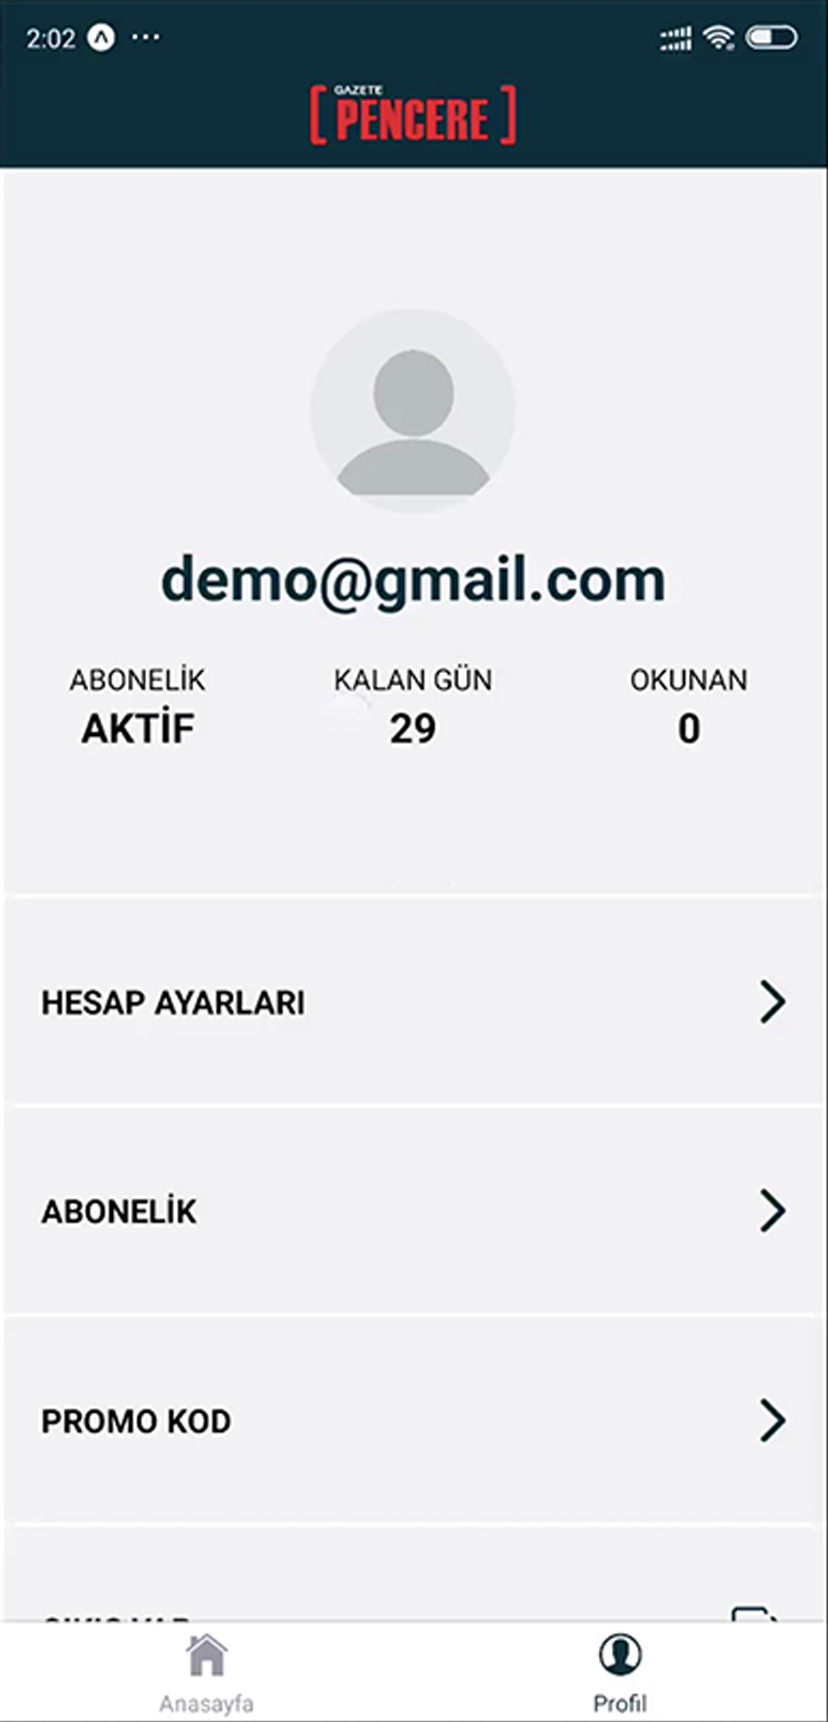 2:02
GAZETE
[PENCERE]
demo@gmail.com
ABONELİK KALAN GÜN OKUNAN
AKTİF 29 0
HESAP AYARLARI
ABONELİK
PROMO KOD
Anasayfa Profil